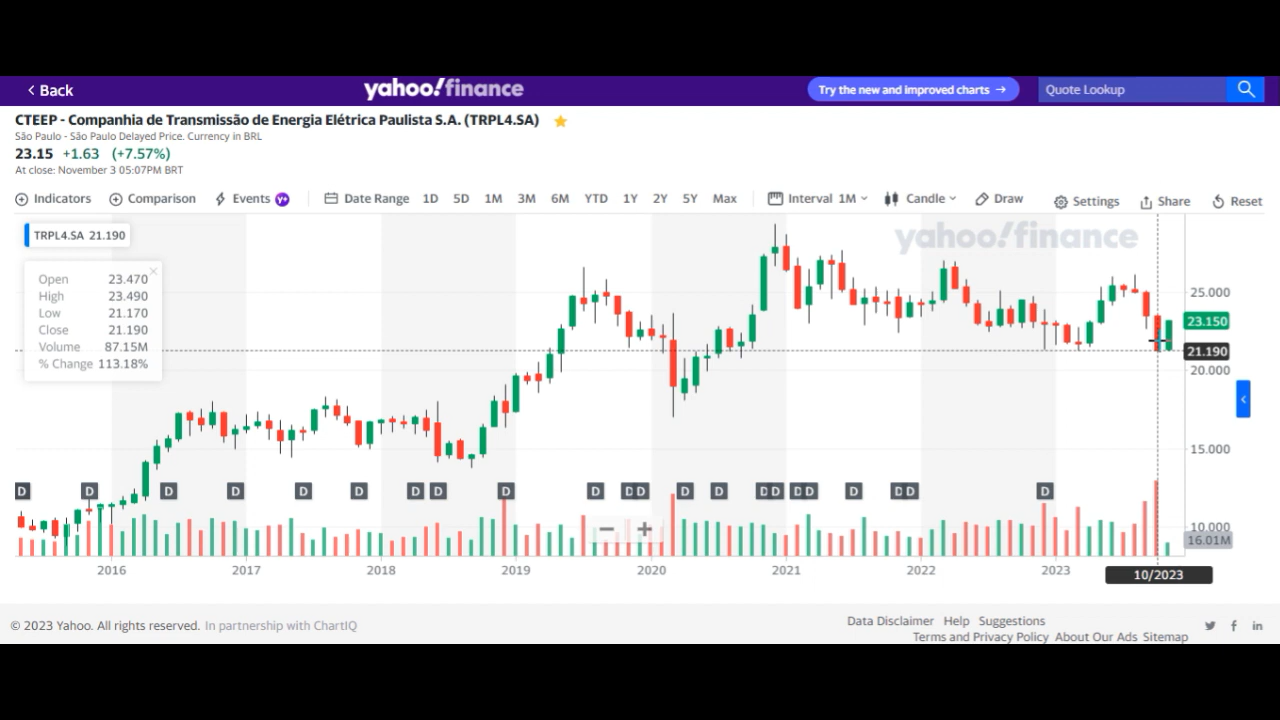 Back
yahoo!finance
Try the new and improved charts →
Quote Lookup
CTEEP - Companhia de Transmissão de Energia Elétrica Paulista S.A. (TRPL4.SA)
São Paulo - São Paulo Delayed Price. Currency in BRL
23.15 +1.63 (+7.57%)
At close: November 3 05:07PM BRT
Indicators Comparison Events Y+ Date Range 1D 5D 1M 3M 6M YTD 1Y 2Y 5Y Max Interval 1M Candle Draw Settings Share Reset
TRPL4.SA 21.190
yahoo!finance
Open 23.470
High 23.490
Low 21.170
Close 21.190
Volume 87.15M
% Change 113.18%
25.000
23.150
21.190
20.000
15.000
D D D D D D D D D D D D D D D D D D D D D D
10.000
16.01M
2016 2017 2018 2019 2020 2021 2022 2023 10/2023
© 2023 Yahoo. All rights reserved. In partnership with ChartIQ
Data Disclaimer Help Suggestions
Terms and Privacy Policy About Our Ads Sitemap